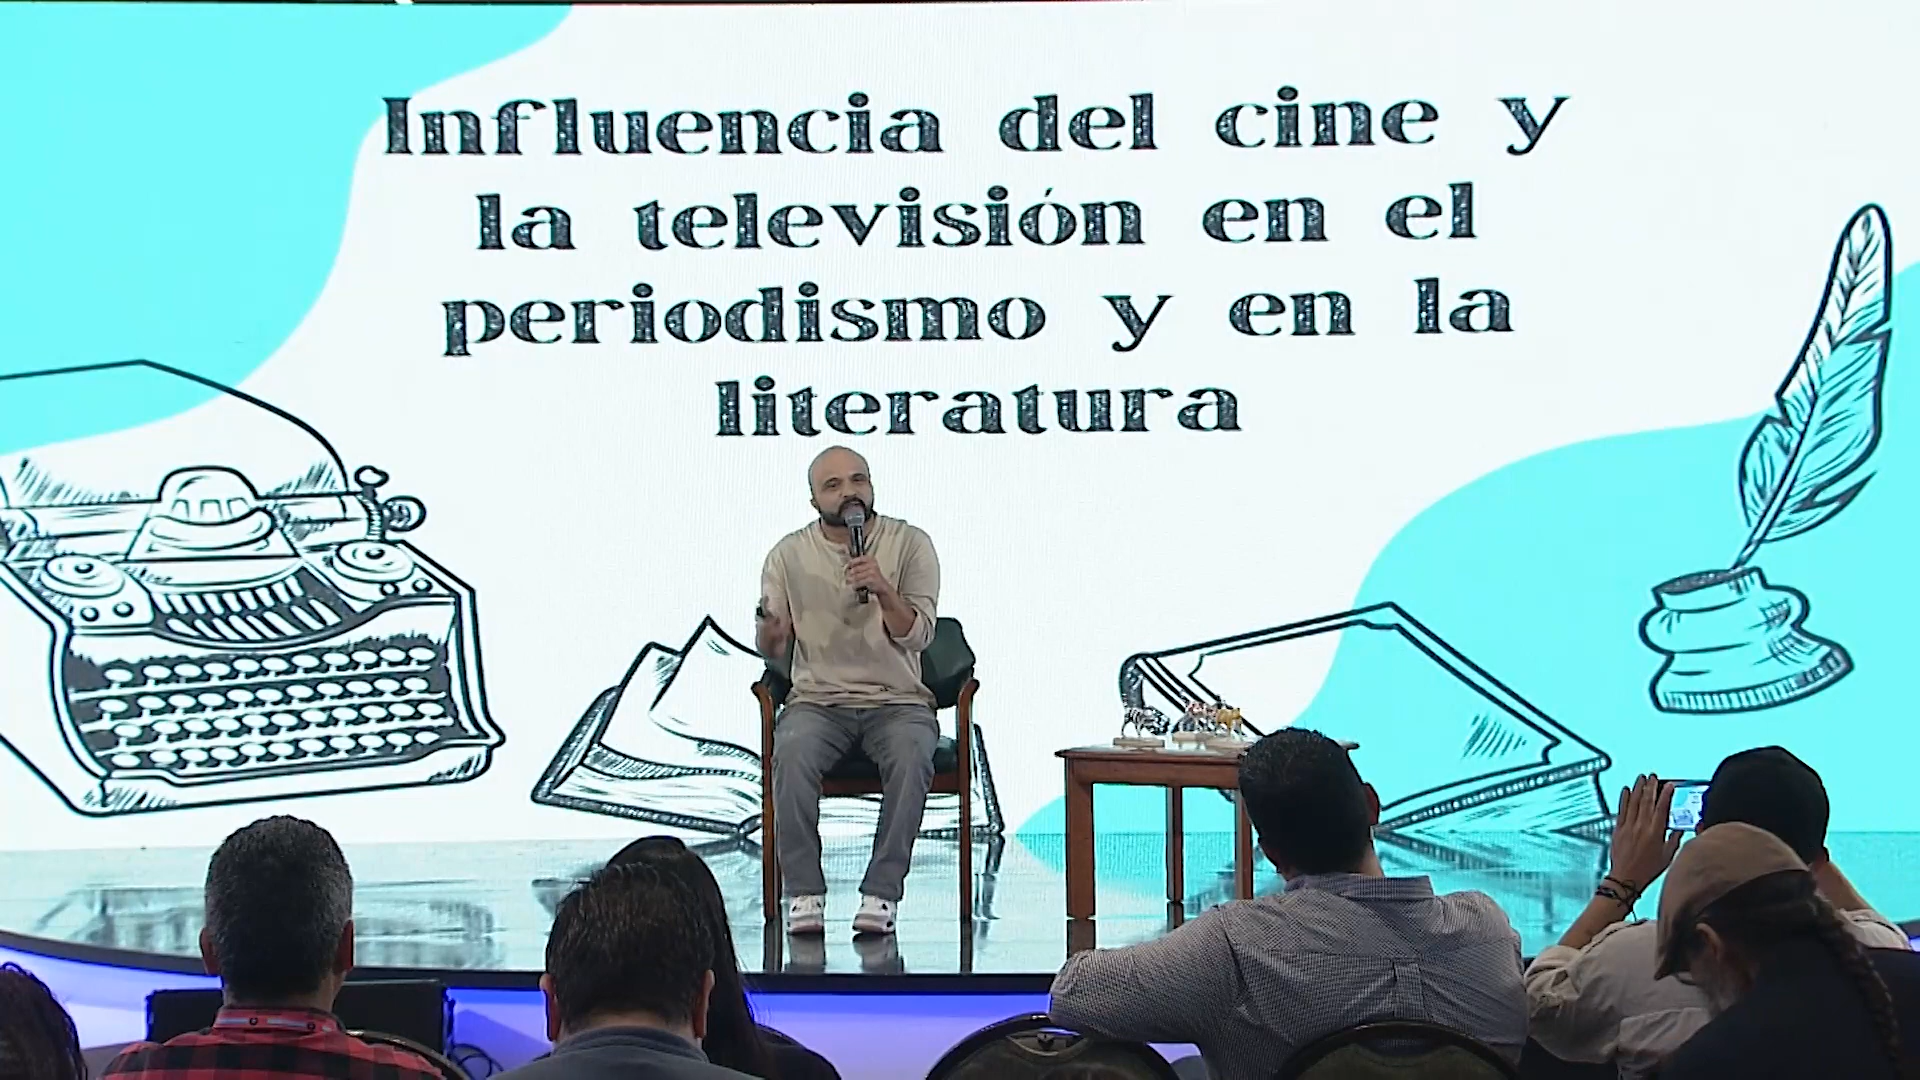 Influencia del cine y
la televisión en el
periodismo y en la
literatura